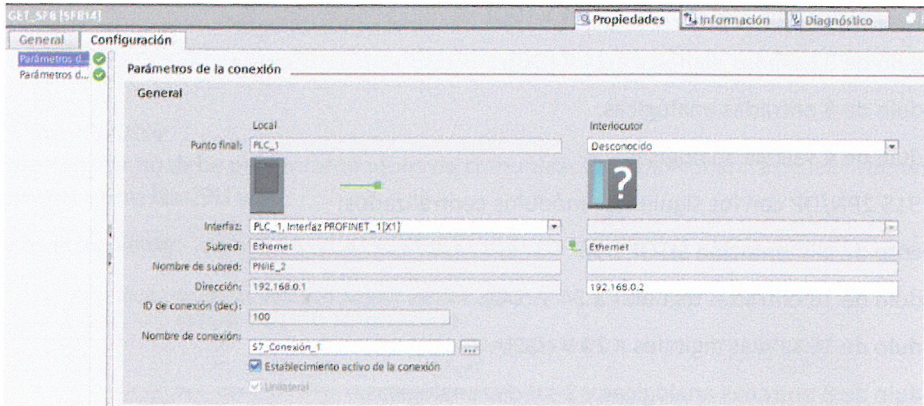 GET_SFB [SFB14]
Propiedades
Información
Diagnóstico
General
Configuración
Parámetros d...
Parámetros d...
Parámetros de la conexión
General
Local
Interlocutor
Punto final: PLC_1
Desconocido
?
Interfaz: PLC_1, Interfaz PROFINET_1[X1]
Subred: Ethernet
Ethernet
Nombre de subred: PN/IE_2
Dirección: 192.168.0.1
192.168.0.2
ID de conexión (dec):
100
Nombre de conexión:
S7_Conexión_1
...
Establecimiento activo de la conexión
Unilateral